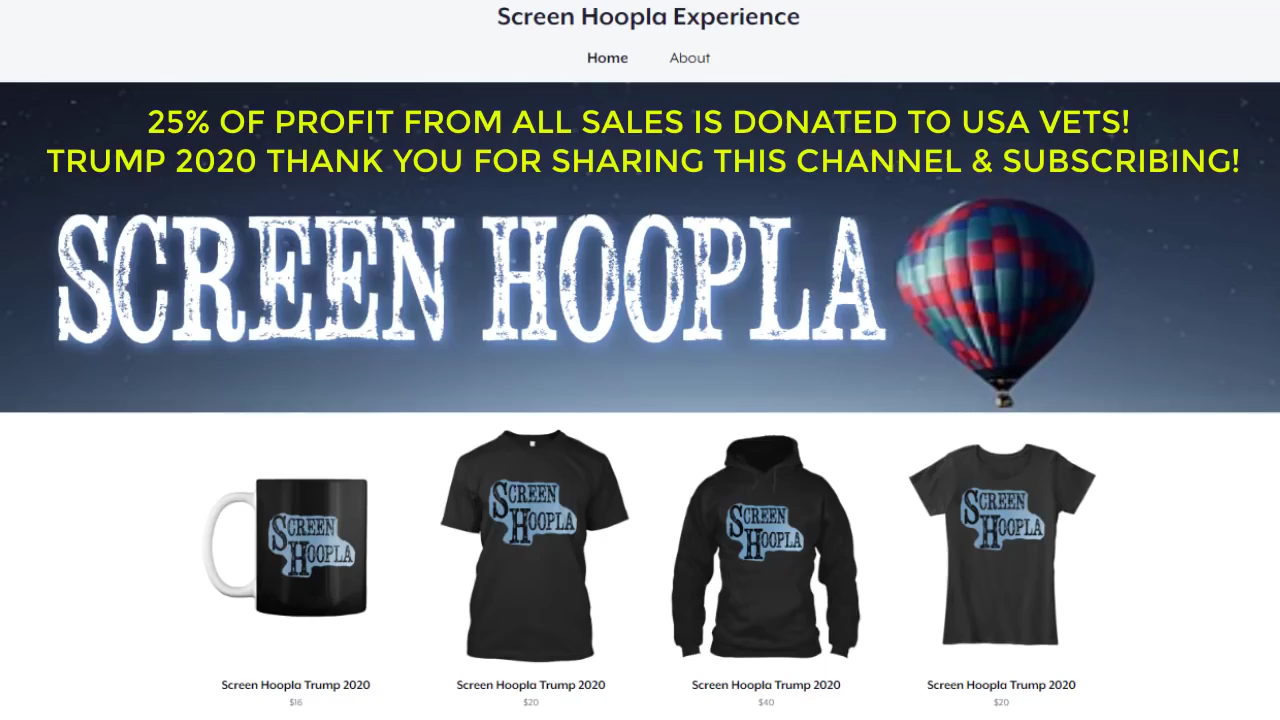 Screen Hoopla Experience
Home About
25% OF PROFIT FROM ALL SALES IS DONATED TO USA VETS!
TRUMP 2020 THANK YOU FOR SHARING THIS CHANNEL & SUBSCRIBING!
SCREEN HOOPLA
SCREEN
HOOPLA
SCREEN
HOOPLA
SCREEN
HOOPLA
SCREEN
HOOPLA
Screen Hoopla Trump 2020 Screen Hoopla Trump 2020 Screen Hoopla Trump 2020 Screen Hoopla Trump 2020
$16 $20 $40 $20